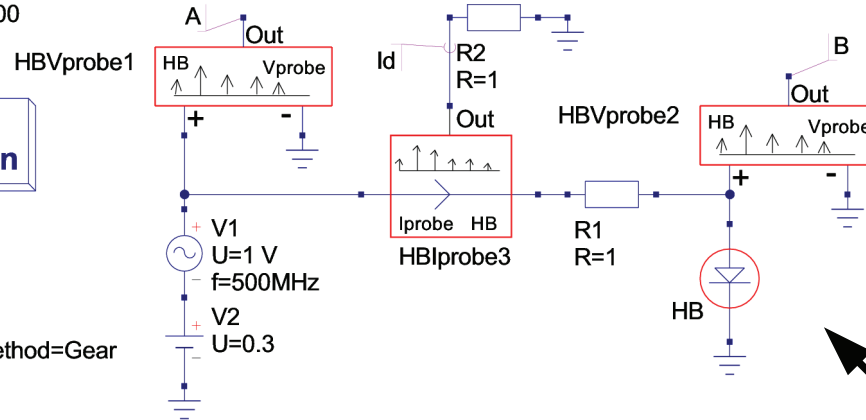 00
A
Out
HBVprobe1
HB
Vprobe
+
-
Id
R2
R=1
Out
Iprobe
HB
HBIprobe3
HBVprobe2
B
Out
HB
Vprobe
+
-
n
+
V1
U=1 V
f=500MHz
−
+
V2
U=0.3
−
R1
R=1
HB
ethod=Gear